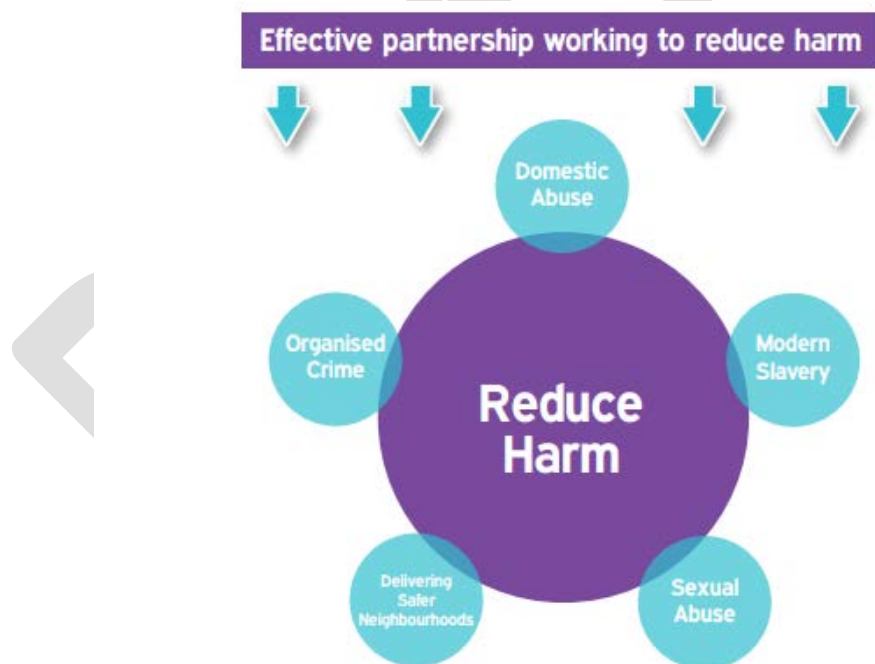 Effective partnership working to reduce harm
Domestic
Abuse
Organised
Crime
Modern
Slavery
Reduce
Harm
Delivering
Safer
Neighbourhoods
Sexual
Abuse